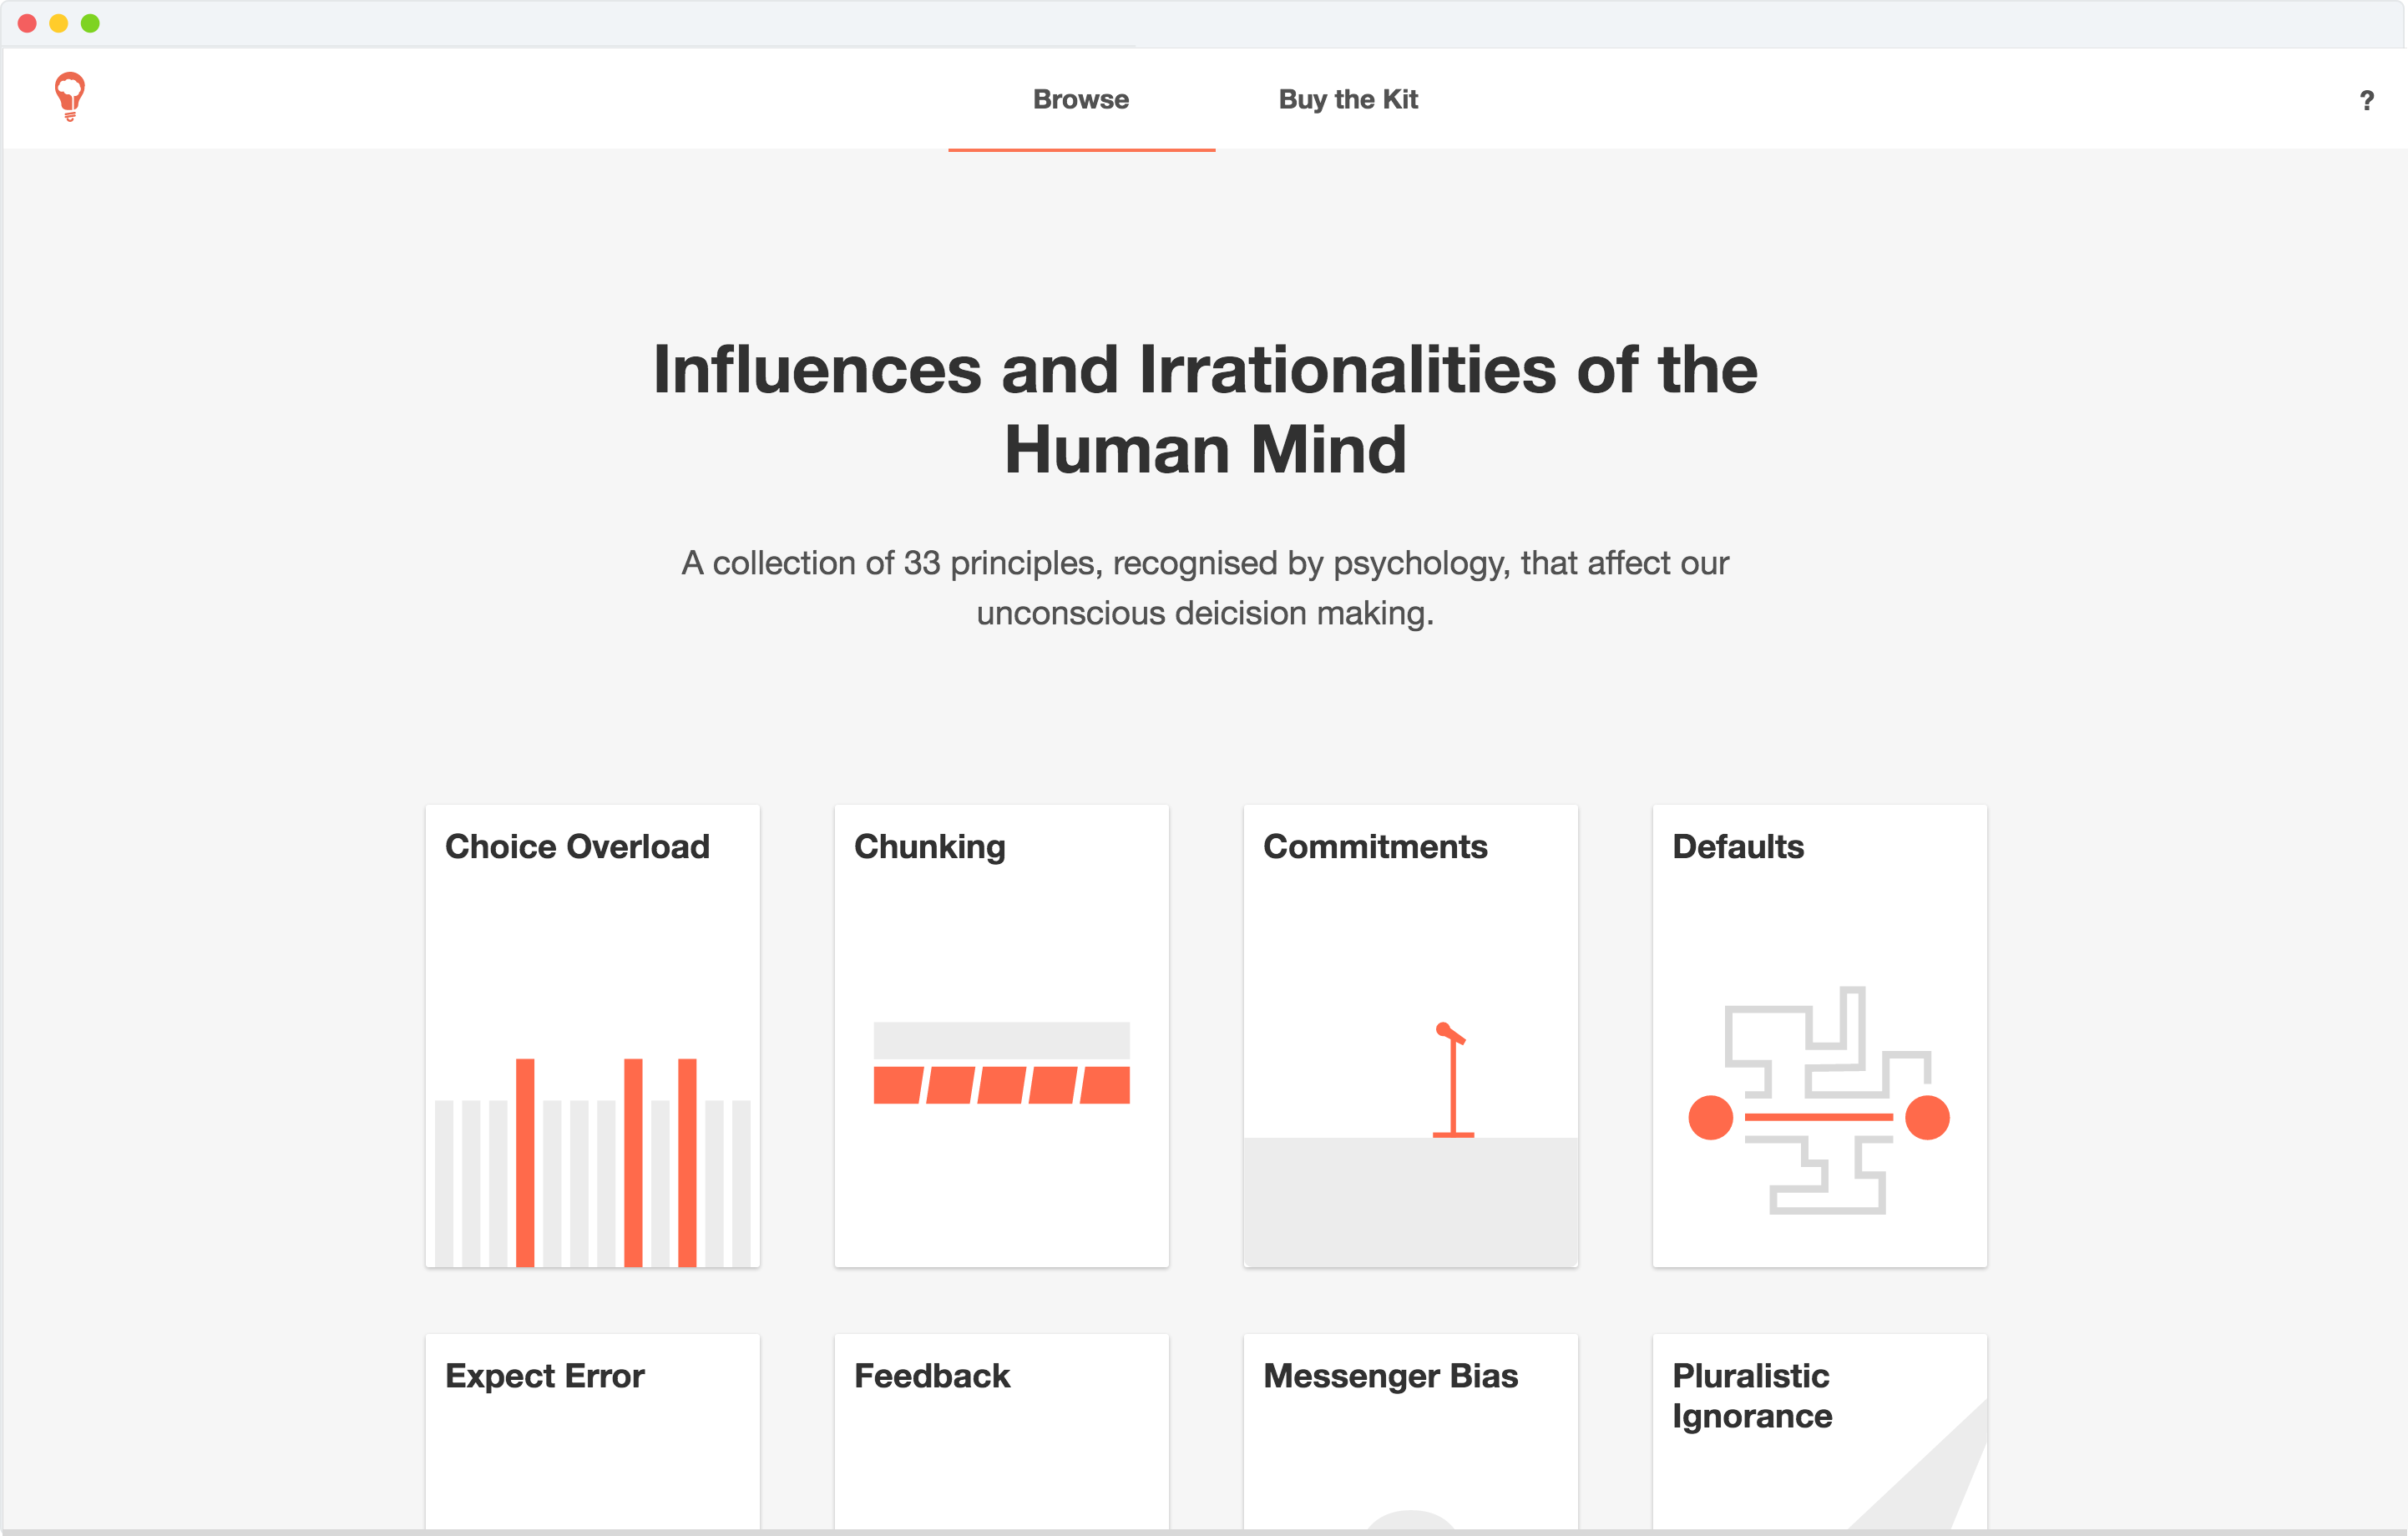 Browse
Buy the Kit
?
Influences and Irrationalities of the
Human Mind
A collection of 33 principles, recognised by psychology, that affect our
unconscious deicision making.
Choice Overload
Chunking
Commitments
Defaults
Expect Error
Feedback
Messenger Bias
Pluralistic
Ignorance